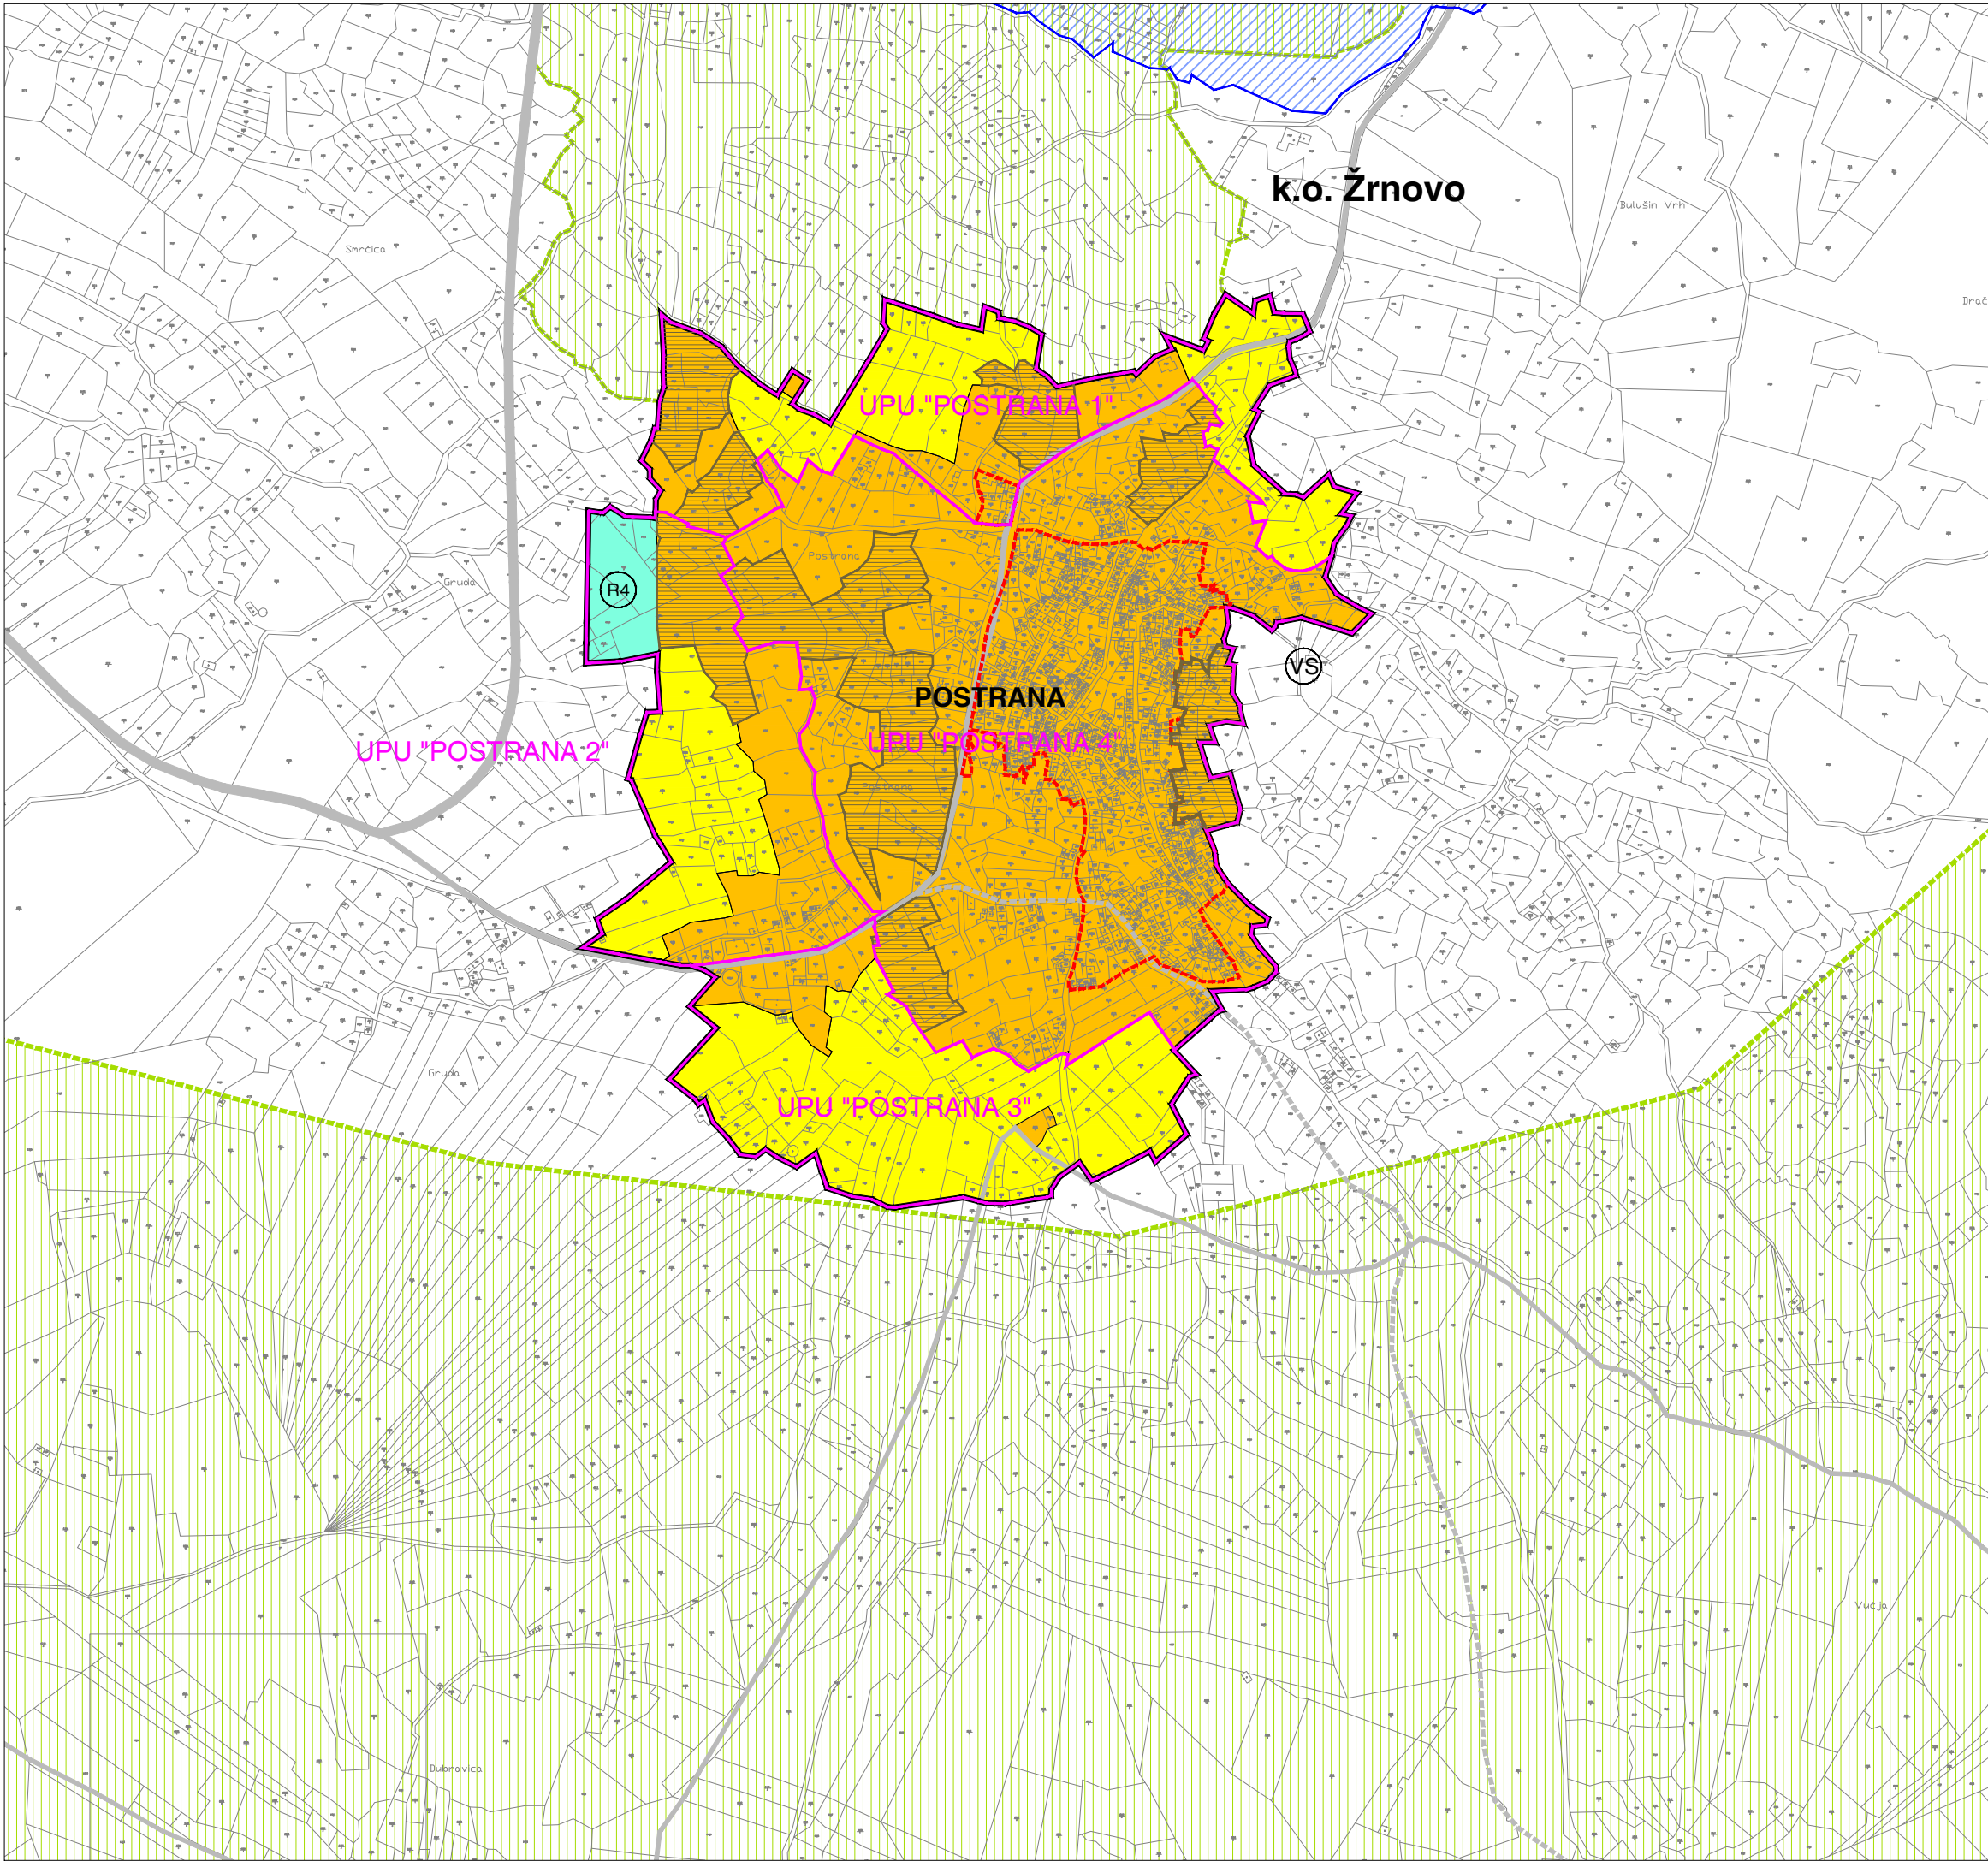 k.o. Žrnovo
Bulušin Vrh
Smrčica
Drač
UPU "POSTRANA 1"
Postrana
Gruda
R4
VS
POSTRANA
UPU "POSTRANA 4"
UPU "POSTRANA 2"
Postrana
Gruda
UPU "POSTRANA 3"
Vučja
Dubravica